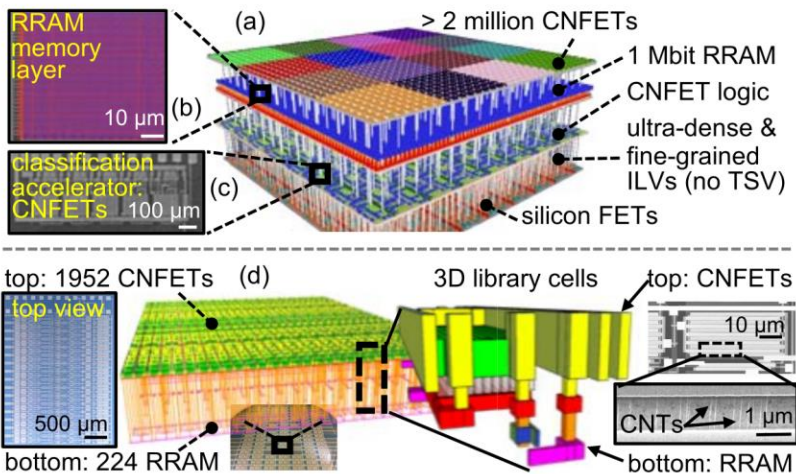 (a)
> 2 million CNFETs
RRAM
memory
layer
10 µm
(b)
1 Mbit RRAM
CNFET logic
ultra-dense &
fine-grained
ILVs (no TSV)
silicon FETs
classification
accelerator:
CNFETs
100 µm
(c)
top: 1952 CNFETs
(d)
3D library cells
top: CNFETs
top view
500 µm
10 µm
CNTs
1 µm
bottom: 224 RRAM
bottom: RRAM